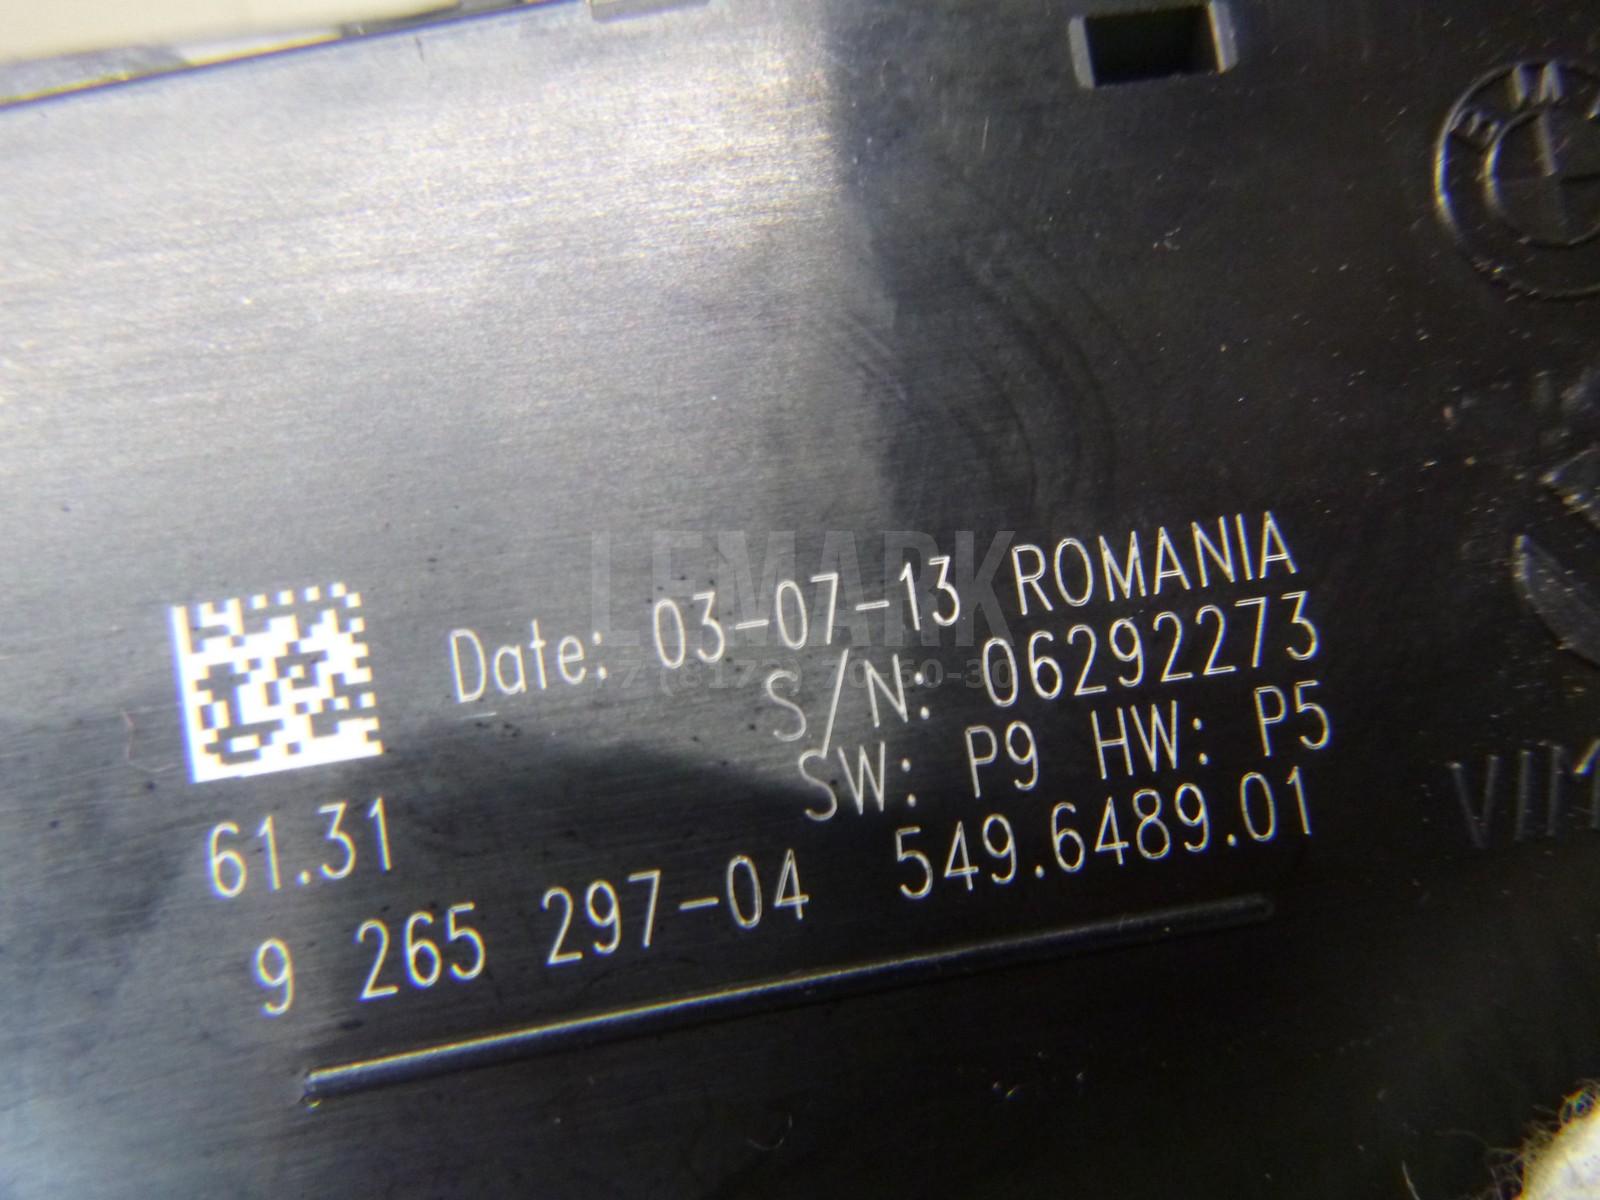 Date: 03-07-13 ROMANIA
S/N: 06292273
SW: P9 HW: P5
61.31
9 265 297-04 549.6489.01
LEMARK